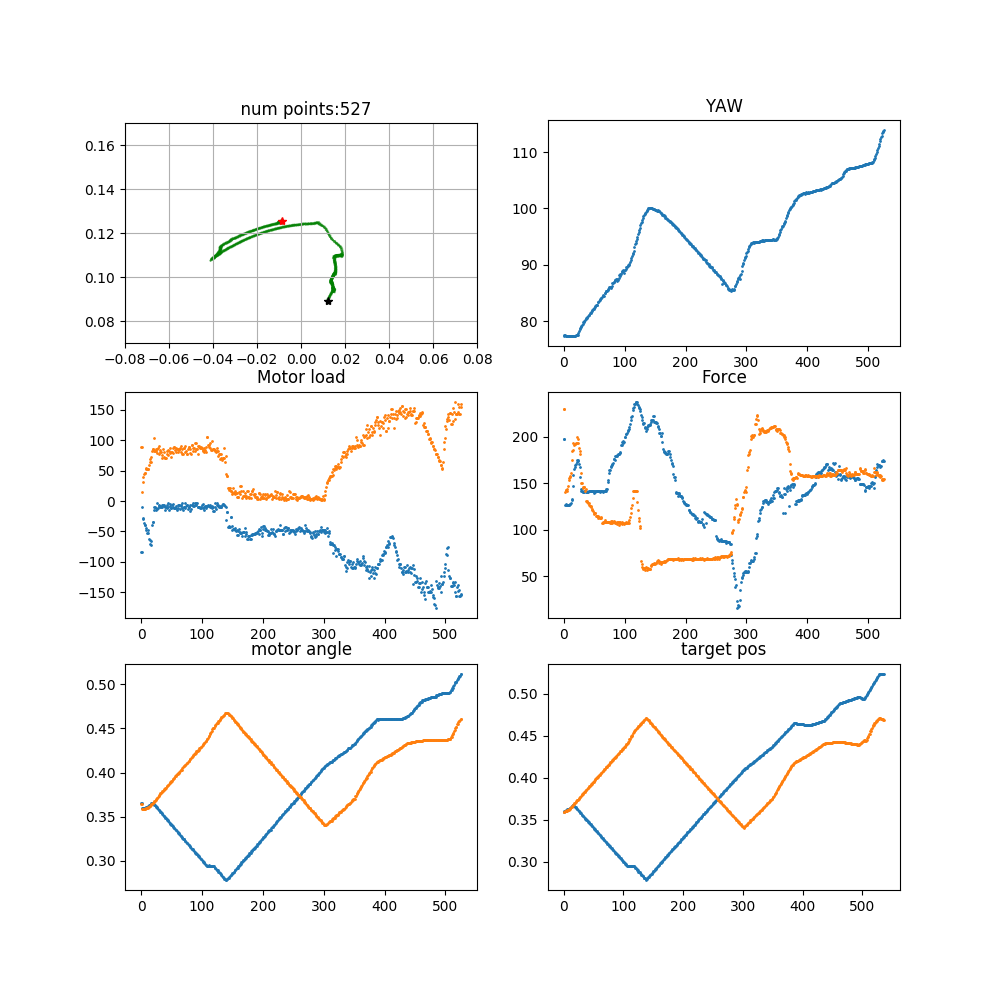 num points:527
YAW
0.16
0.14
0.12
0.10
0.08
−0.08 −0.06 −0.04 −0.02 0.00 0.02 0.04 0.06 0.08
110
100
90
80
0 100 200 300 400 500
Motor load
Force
150
100
50
0
−50
−100
−150
0 100 200 300 400 500
200
150
100
50
0 100 200 300 400 500
motor angle
target pos
0.50
0.45
0.40
0.35
0.30
0 100 200 300 400 500
0.50
0.45
0.40
0.35
0.30
0 100 200 300 400 500